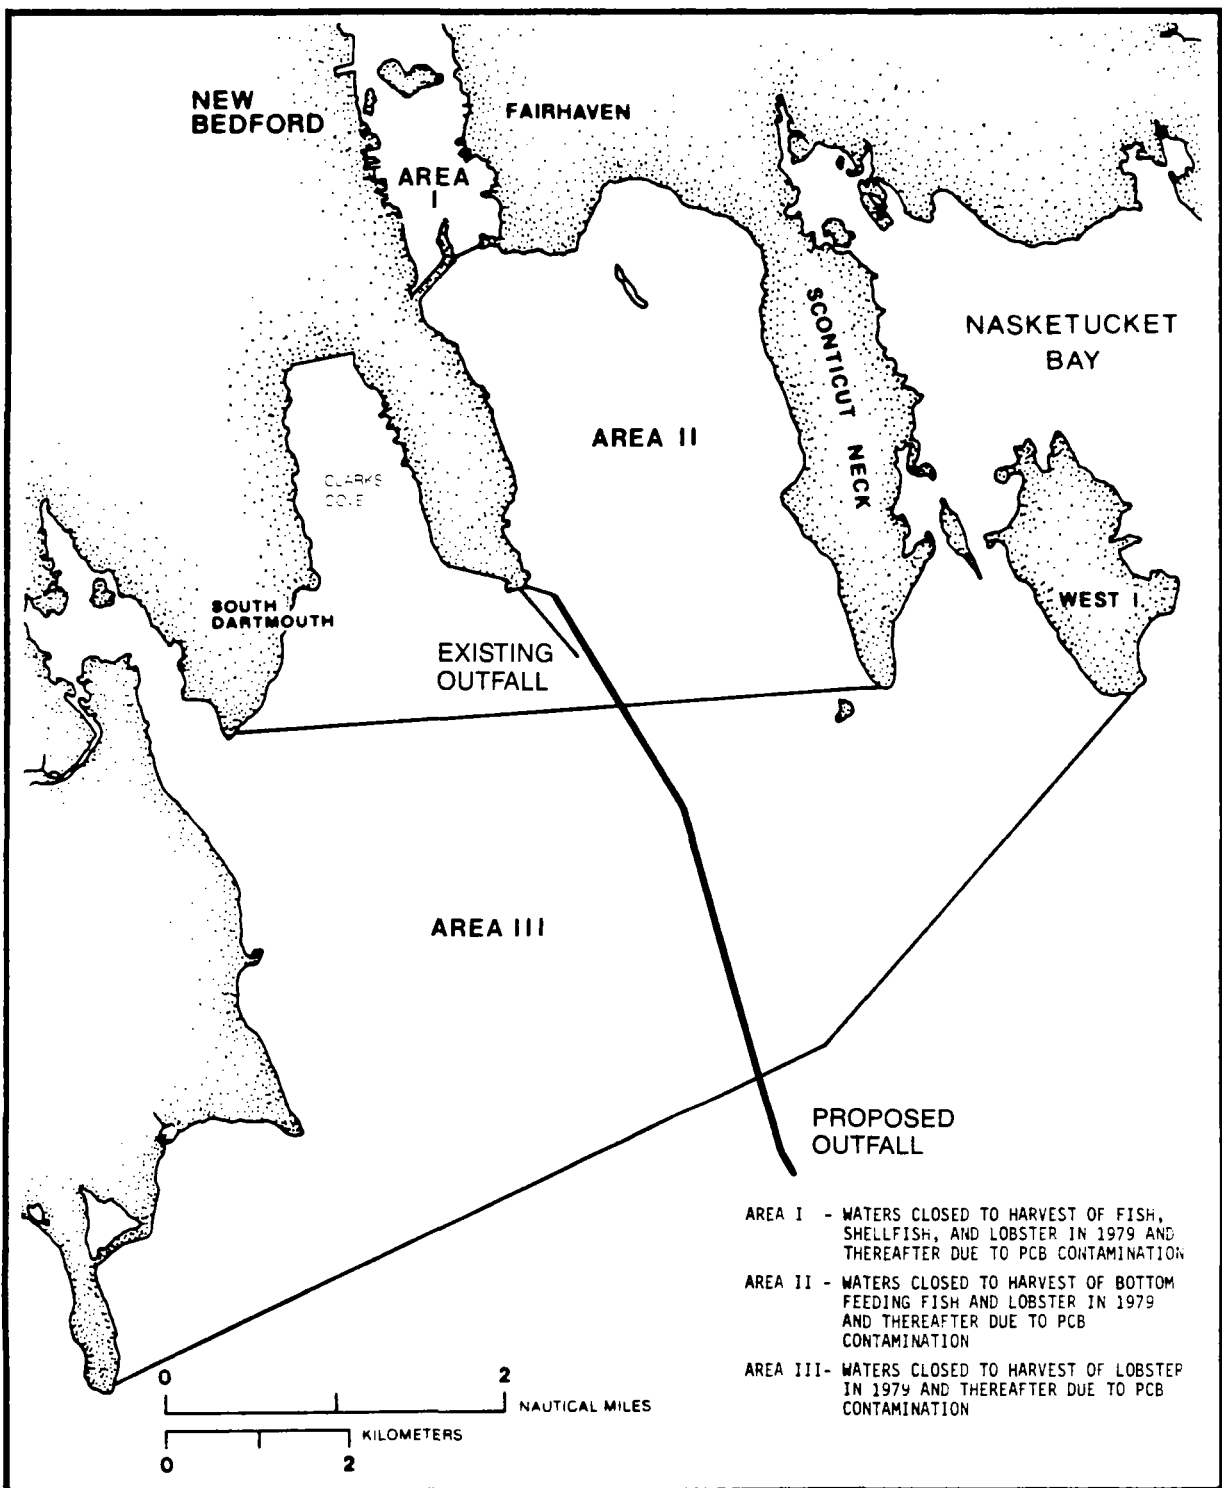 NEW
BEDFORD
FAIRHAVEN
AREA
I
SCONTICUT NECK
NASKETUCKET
BAY
AREA II
CLARKS
COVE
SOUTH
DARTMOUTH
WEST I.
EXISTING
OUTFALL
AREA III
PROPOSED
OUTFALL
AREA I - WATERS CLOSED TO HARVEST OF FISH,
SHELLFISH, AND LOBSTER IN 1979 AND
THEREAFTER DUE TO PCB CONTAMINATION
AREA II - WATERS CLOSED TO HARVEST OF BOTTOM
FEEDING FISH AND LOBSTER IN 1979
AND THEREAFTER DUE TO PCB
CONTAMINATION
AREA III- WATERS CLOSED TO HARVEST OF LOBSTER
IN 1979 AND THEREAFTER DUE TO PCB
CONTAMINATION
0 2
NAUTICAL MILES
KILOMETERS
0 2